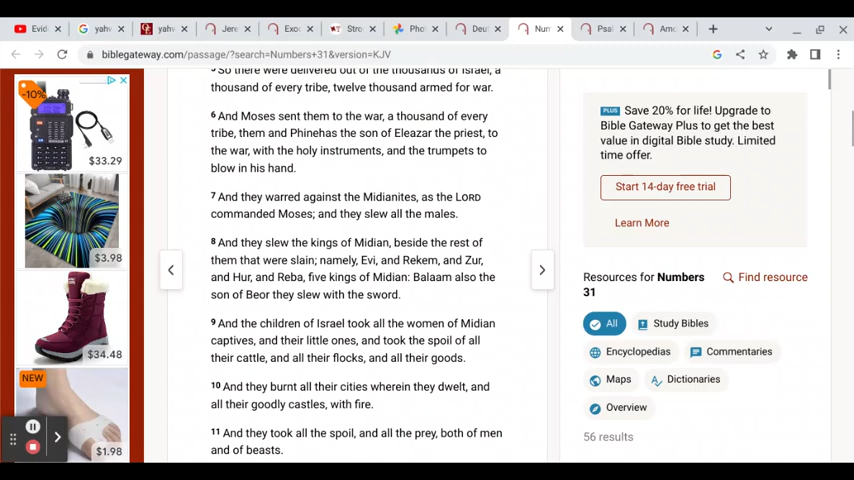 Evid
yahv
yahv
Jere
Exoc
Stro
Phot
Deut
Num
Psal
Amo
biblegateway.com/passage/?search=Numbers+31&version=KJV
5 So there were delivered out of the thousands of Israel, a
thousand of every tribe, twelve thousand armed for war.
6 And Moses sent them to the war, a thousand of every
tribe, them and Phinehas the son of Eleazar the priest, to
the war, with the holy instruments, and the trumpets to
blow in his hand.
7 And they warred against the Midianites, as the LORD
commanded Moses; and they slew all the males.
8 And they slew the kings of Midian, beside the rest of
them that were slain; namely, Evi, and Rekem, and Zur,
and Hur, and Reba, five kings of Midian: Balaam also the
son of Beor they slew with the sword.
9 And the children of Israel took all the women of Midian
captives, and their little ones, and took the spoil of all
their cattle, and all their flocks, and all their goods.
10 And they burnt all their cities wherein they dwelt, and
all their goodly castles, with fire.
11 And they took all the spoil, and all the prey, both of men
and of beasts.
-10%
$33.29
$3.98
$34.48
NEW
$1.98
PLUS Save 20% for life! Upgrade to
Bible Gateway Plus to get the best
value in digital Bible study. Limited
time offer.
Start 14-day free trial
Learn More
Resources for Numbers
31
Find resource
All
Study Bibles
Encyclopedias
Commentaries
Maps
Dictionaries
Overview
56 results